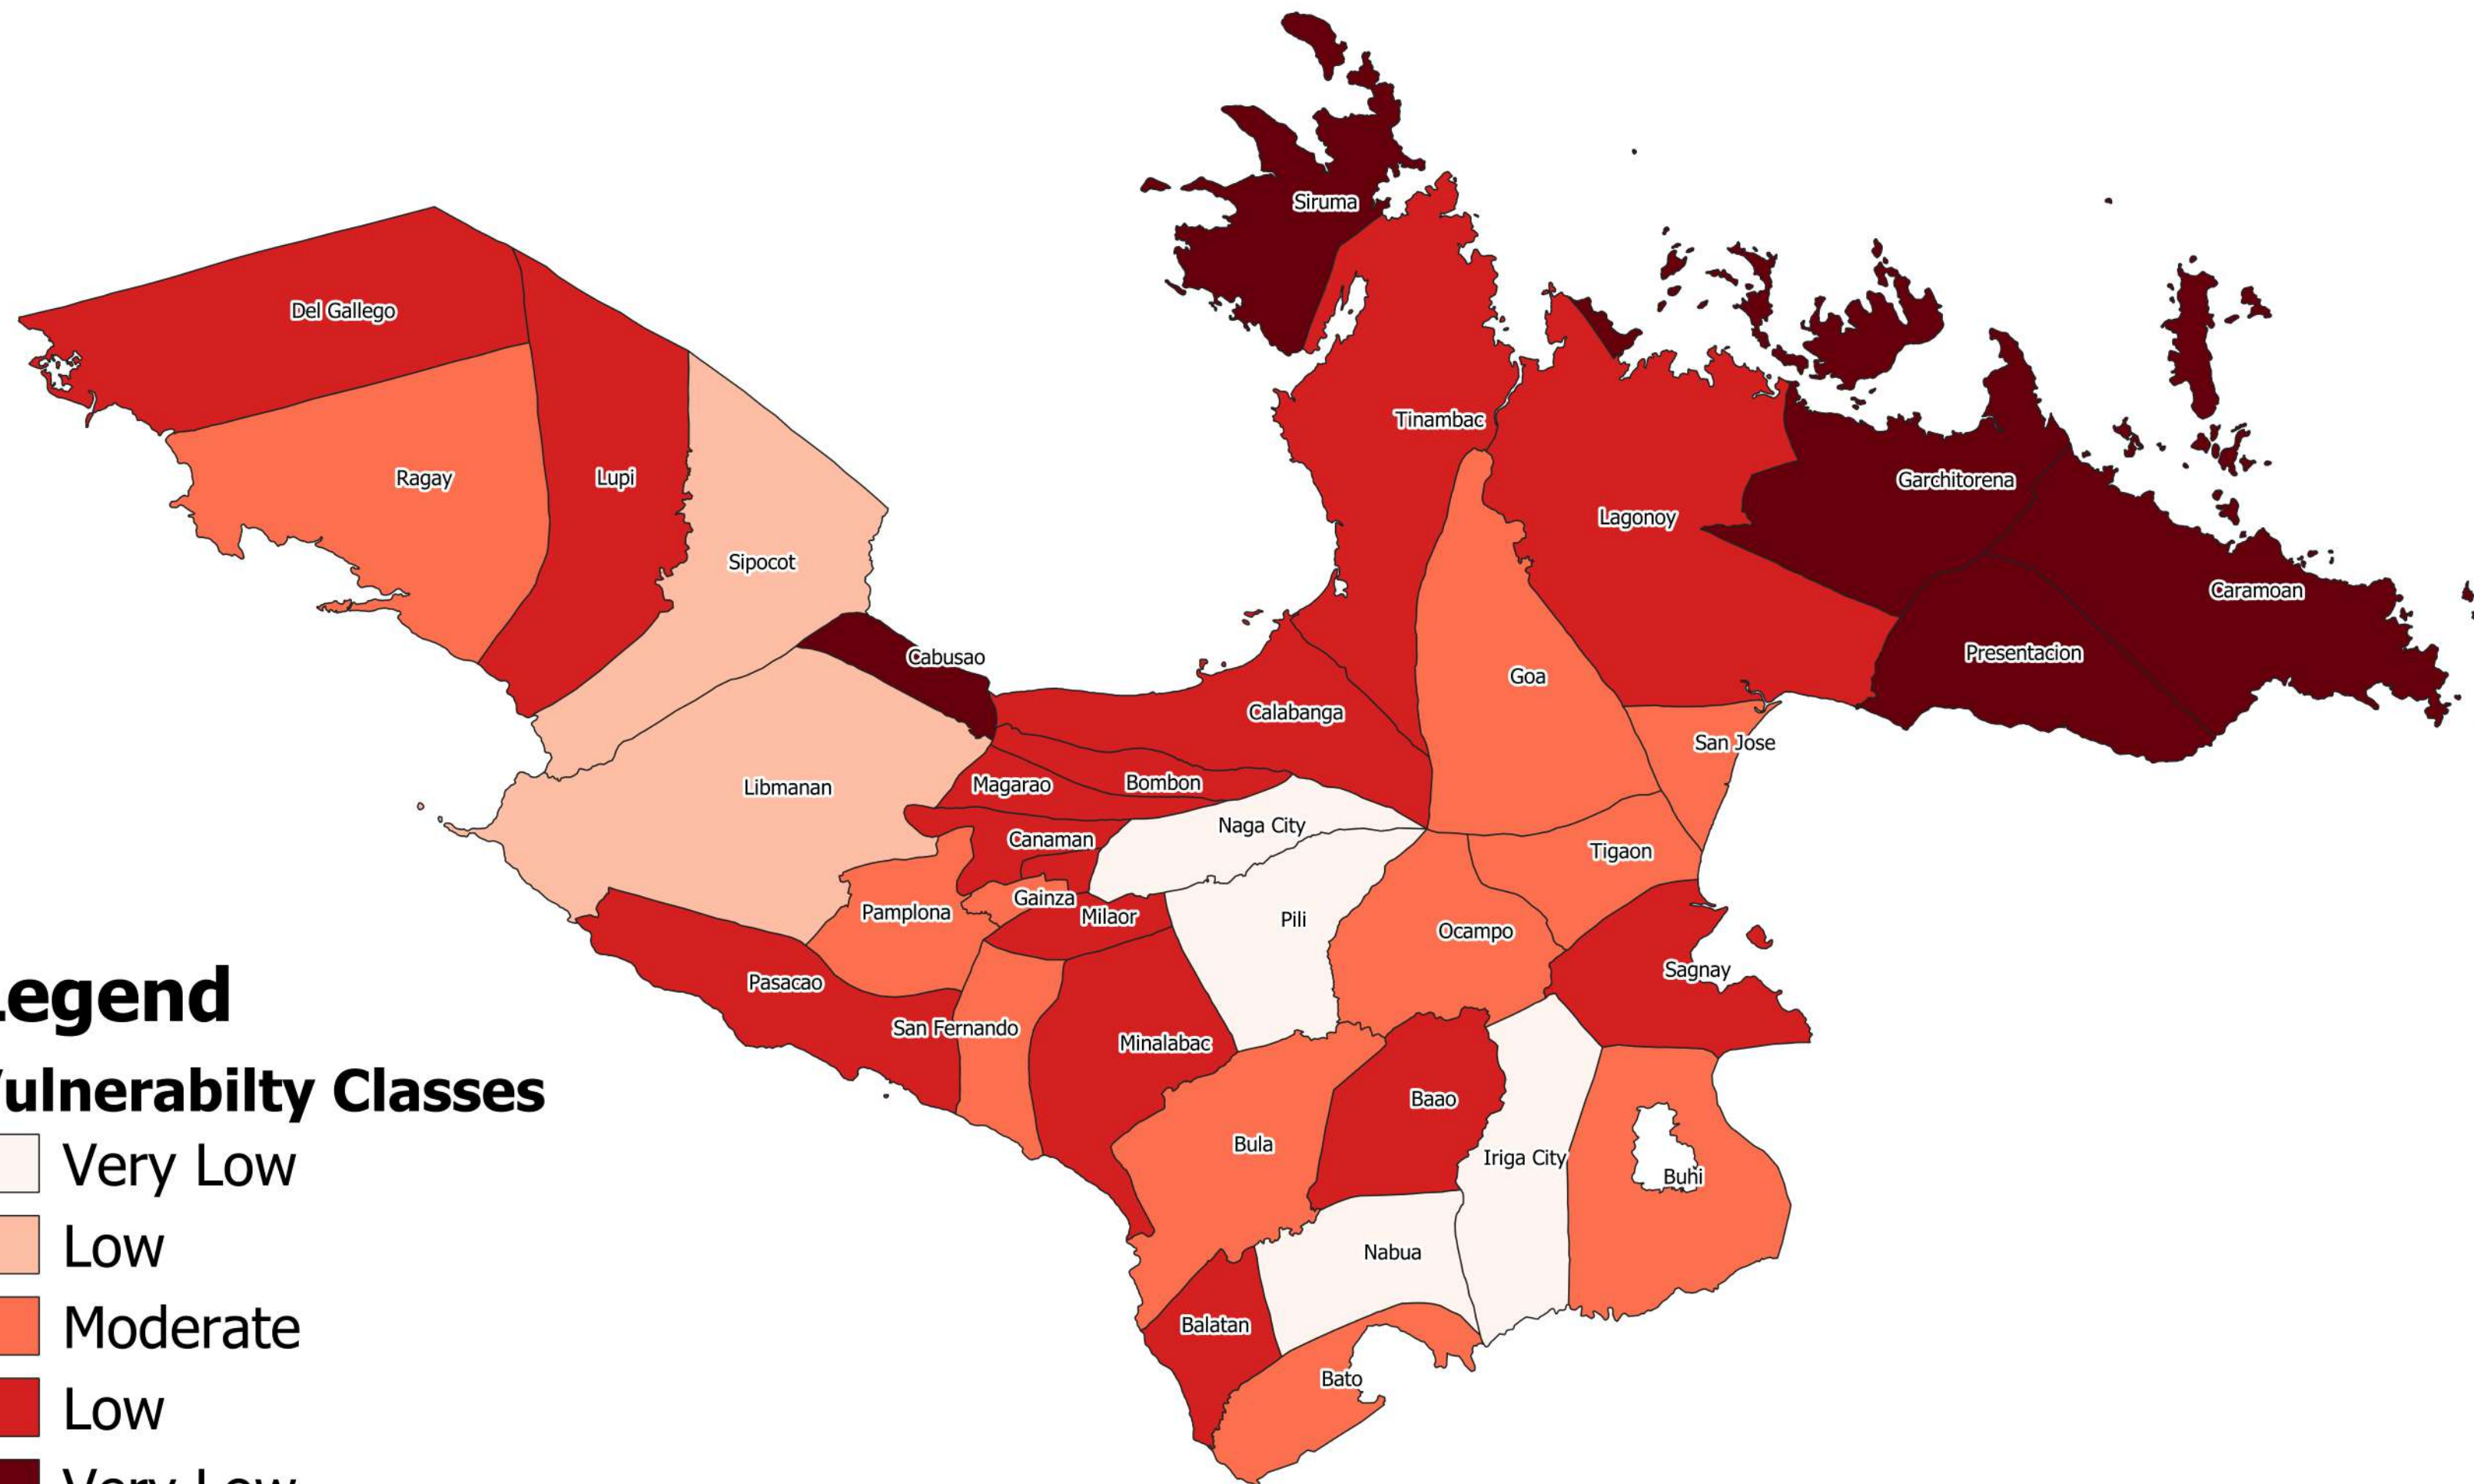 Siruma
Del Gallego
Tinambac
Ragay
Lupi
Garchitorena
Lagonoy
Sipocot
Caramoan
Cabusao
Presentacion
Goa
Calabanga
San Jose
Libmanan
Magarao
Bombon
Naga City
Canaman
Tigaon
Gainza
Pamplona
Milaor
Pili
Ocampo
Sagnay
Pasacao
San Fernando
Minalabac
Baao
Bula
Iriga City
Buhi
Nabua
Balatan
Bato
Legend
Vulnerabilty Classes
Very Low
Low
Moderate
Low
Very Low